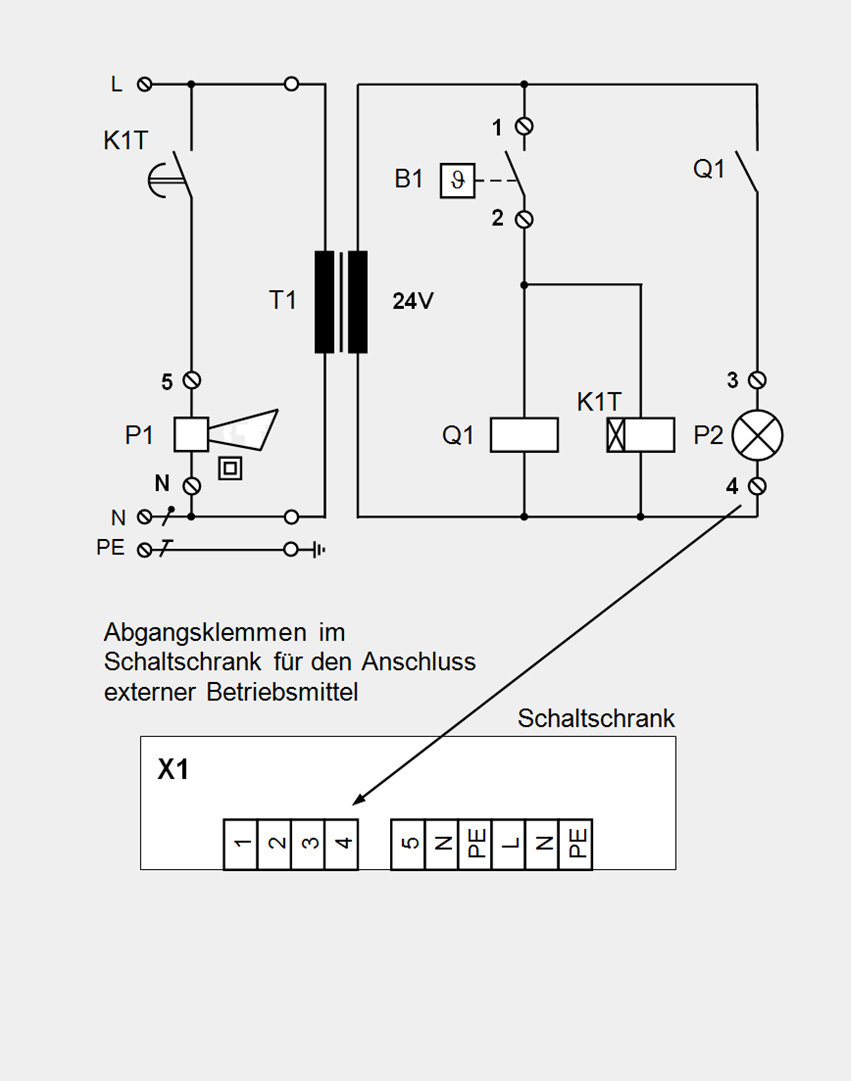 L
K1T
1
B1
ϑ
Q1
2
T1
24V
5
3
K1T
P1
Q1
P2
N
4
N
PE
Abgangsklemmen im
Schaltschrank für den Anschluss
externer Betriebsmittel
Schaltschrank
X1
1 2 3 4 5 N PE L N PE